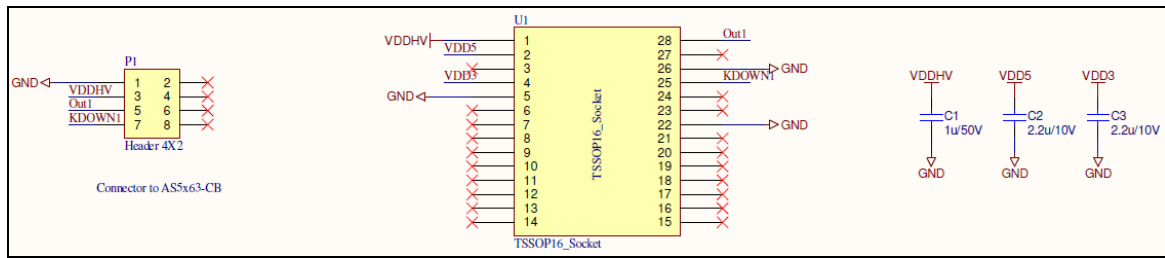 P1
GND 1 2
VDDHV 3 4
Out1 5 6
KDOWN1 7 8
Header 4X2
Connector to AS5x63-CB
U1
VDDHV 1 28 Out1
VDD5 2 27
3 26 GND
VDD3 4 25 KDOWN1
GND 5 24
6 23
7 22 GND
8 21
9 20
10 19
11 18
12 17
13 16
14 15
TSSOP16_Socket
TSSOP16_Socket
VDDHV VDD5 VDD3
C1 C2 C3
1u/50V 2.2u/10V 2.2u/10V
GND GND GND